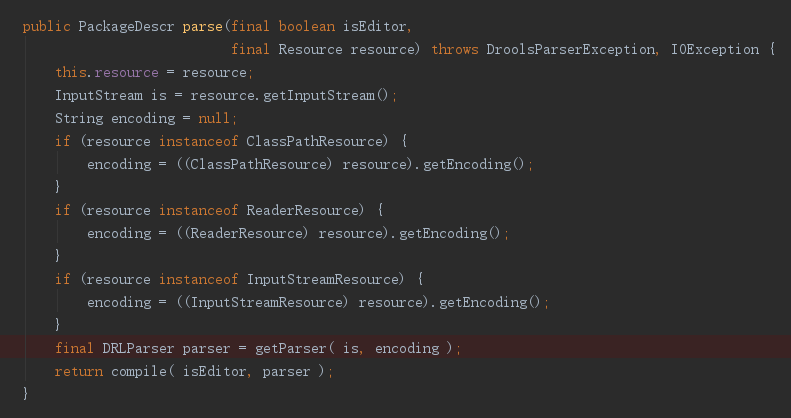 public PackageDescr parse(final boolean isEditor,
                          final Resource resource) throws DroolsParserException, IOException {
    this.resource = resource;
    InputStream is = resource.getInputStream();
    String encoding = null;
    if (resource instanceof ClassPathResource) {
        encoding = ((ClassPathResource) resource).getEncoding();
    }
    if (resource instanceof ReaderResource) {
        encoding = ((ReaderResource) resource).getEncoding();
    }
    if (resource instanceof InputStreamResource) {
        encoding = ((InputStreamResource) resource).getEncoding();
    }
    final DRLParser parser = getParser( is, encoding );
    return compile( isEditor, parser );
}